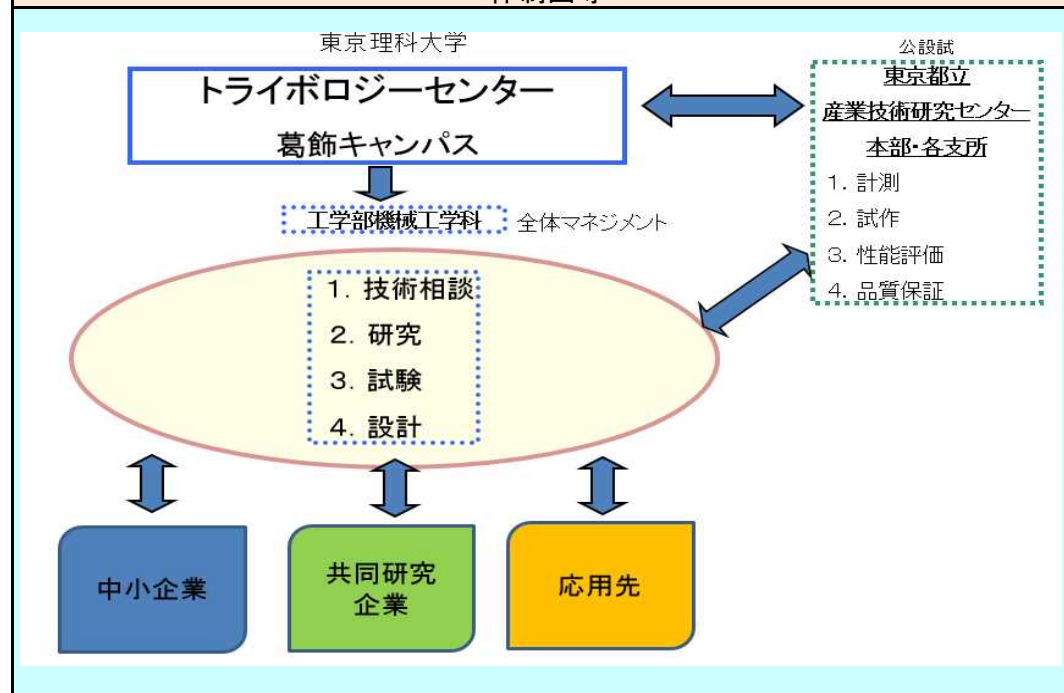 東京理科大学
トライボロジーセンター
葛飾キャンパス
工学部機械工学科
全体マネジメント
公設試
東京都立
産業技術研究センター
本部・各支所
1. 計測
2. 試作
3. 性能評価
4. 品質保証
1. 技術相談
2. 研究
3. 試験
4. 設計
中小企業
共同研究
企業
応用先